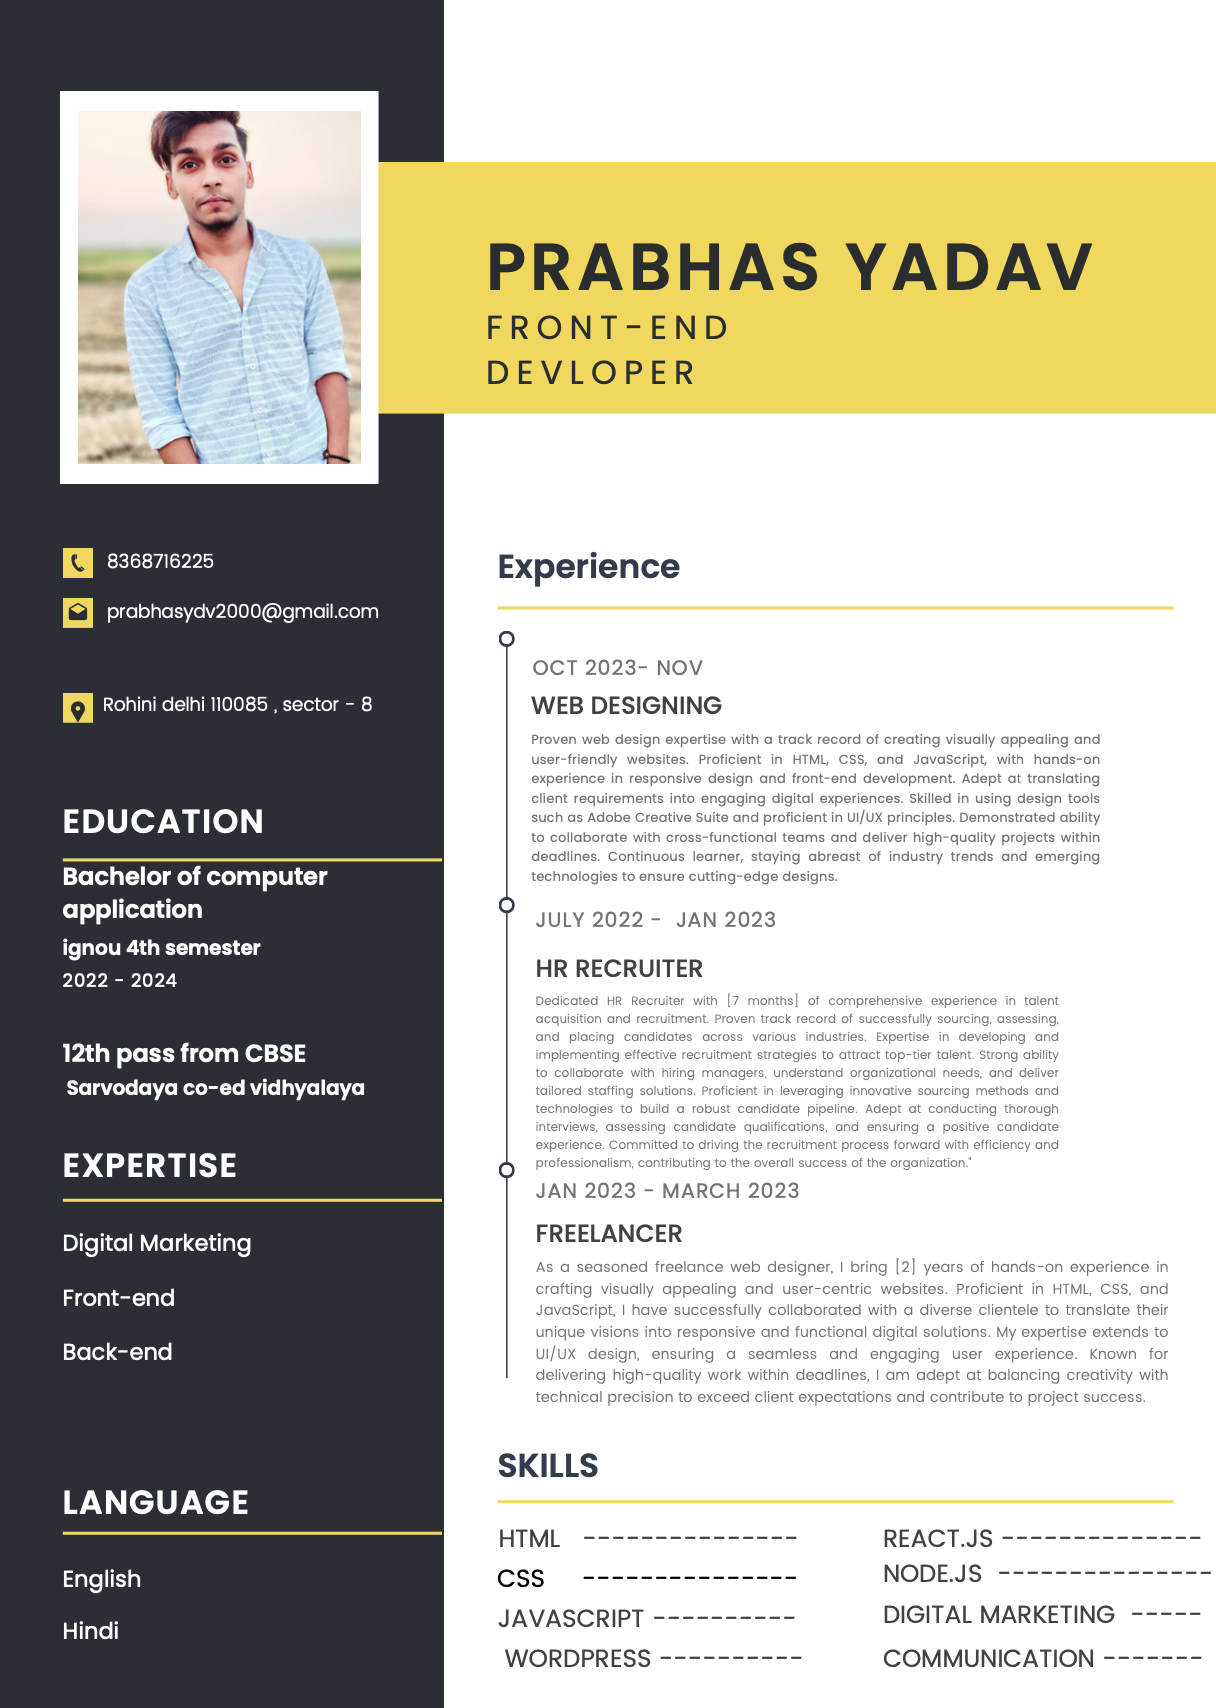 PRABHAS YADAV
FRONT-END
DEVLOPER
8368716225
prabhasydv2000@gmail.com
Rohini delhi 110085 , sector - 8
EDUCATION
Bachelor of computer
application
ignou 4th semester
2022 - 2024
12th pass from CBSE
Sarvodaya co-ed vidhyalaya
EXPERTISE
Digital Marketing
Front-end
Back-end
LANGUAGE
English
Hindi
Experience
OCT 2023- NOV
WEB DESIGNING
Proven web design expertise with a track record of creating visually appealing and
user-friendly websites. Proficient in HTML, CSS, and JavaScript, with hands-on
experience in responsive design and front-end development. Adept at translating
client requirements into engaging digital experiences. Skilled in using design tools
such as Adobe Creative Suite and proficient in UI/UX principles. Demonstrated ability
to collaborate with cross-functional teams and deliver high-quality projects within
deadlines. Continuous learner, staying abreast of industry trends and emerging
technologies to ensure cutting-edge designs.
JULY 2022 - JAN 2023
HR RECRUITER
Dedicated HR Recruiter with [7 months] of comprehensive experience in talent
acquisition and recruitment. Proven track record of successfully sourcing, assessing,
and placing candidates across various industries. Expertise in developing and
implementing effective recruitment strategies to attract top-tier talent. Strong ability
to collaborate with hiring managers, understand organizational needs, and deliver
tailored staffing solutions. Proficient in leveraging innovative sourcing methods and
technologies to build a robust candidate pipeline. Adept at conducting thorough
interviews, assessing candidate qualifications, and ensuring a positive candidate
experience. Committed to driving the recruitment process forward with efficiency and
professionalism, contributing to the overall success of the organization."
JAN 2023 - MARCH 2023
FREELANCER
As a seasoned freelance web designer, I bring [2] years of hands-on experience in
crafting visually appealing and user-centric websites. Proficient in HTML, CSS, and
JavaScript, I have successfully collaborated with a diverse clientele to translate their
unique visions into responsive and functional digital solutions. My expertise extends to
UI/UX design, ensuring a seamless and engaging user experience. Known for
delivering high-quality work within deadlines, I am adept at balancing creativity with
technical precision to exceed client expectations and contribute to project success.
SKILLS
HTML ---------------
CSS ---------------
JAVASCRIPT ----------
WORDPRESS ----------
REACT.JS --------------
NODE.JS ---------------
DIGITAL MARKETING -----
COMMUNICATION -------